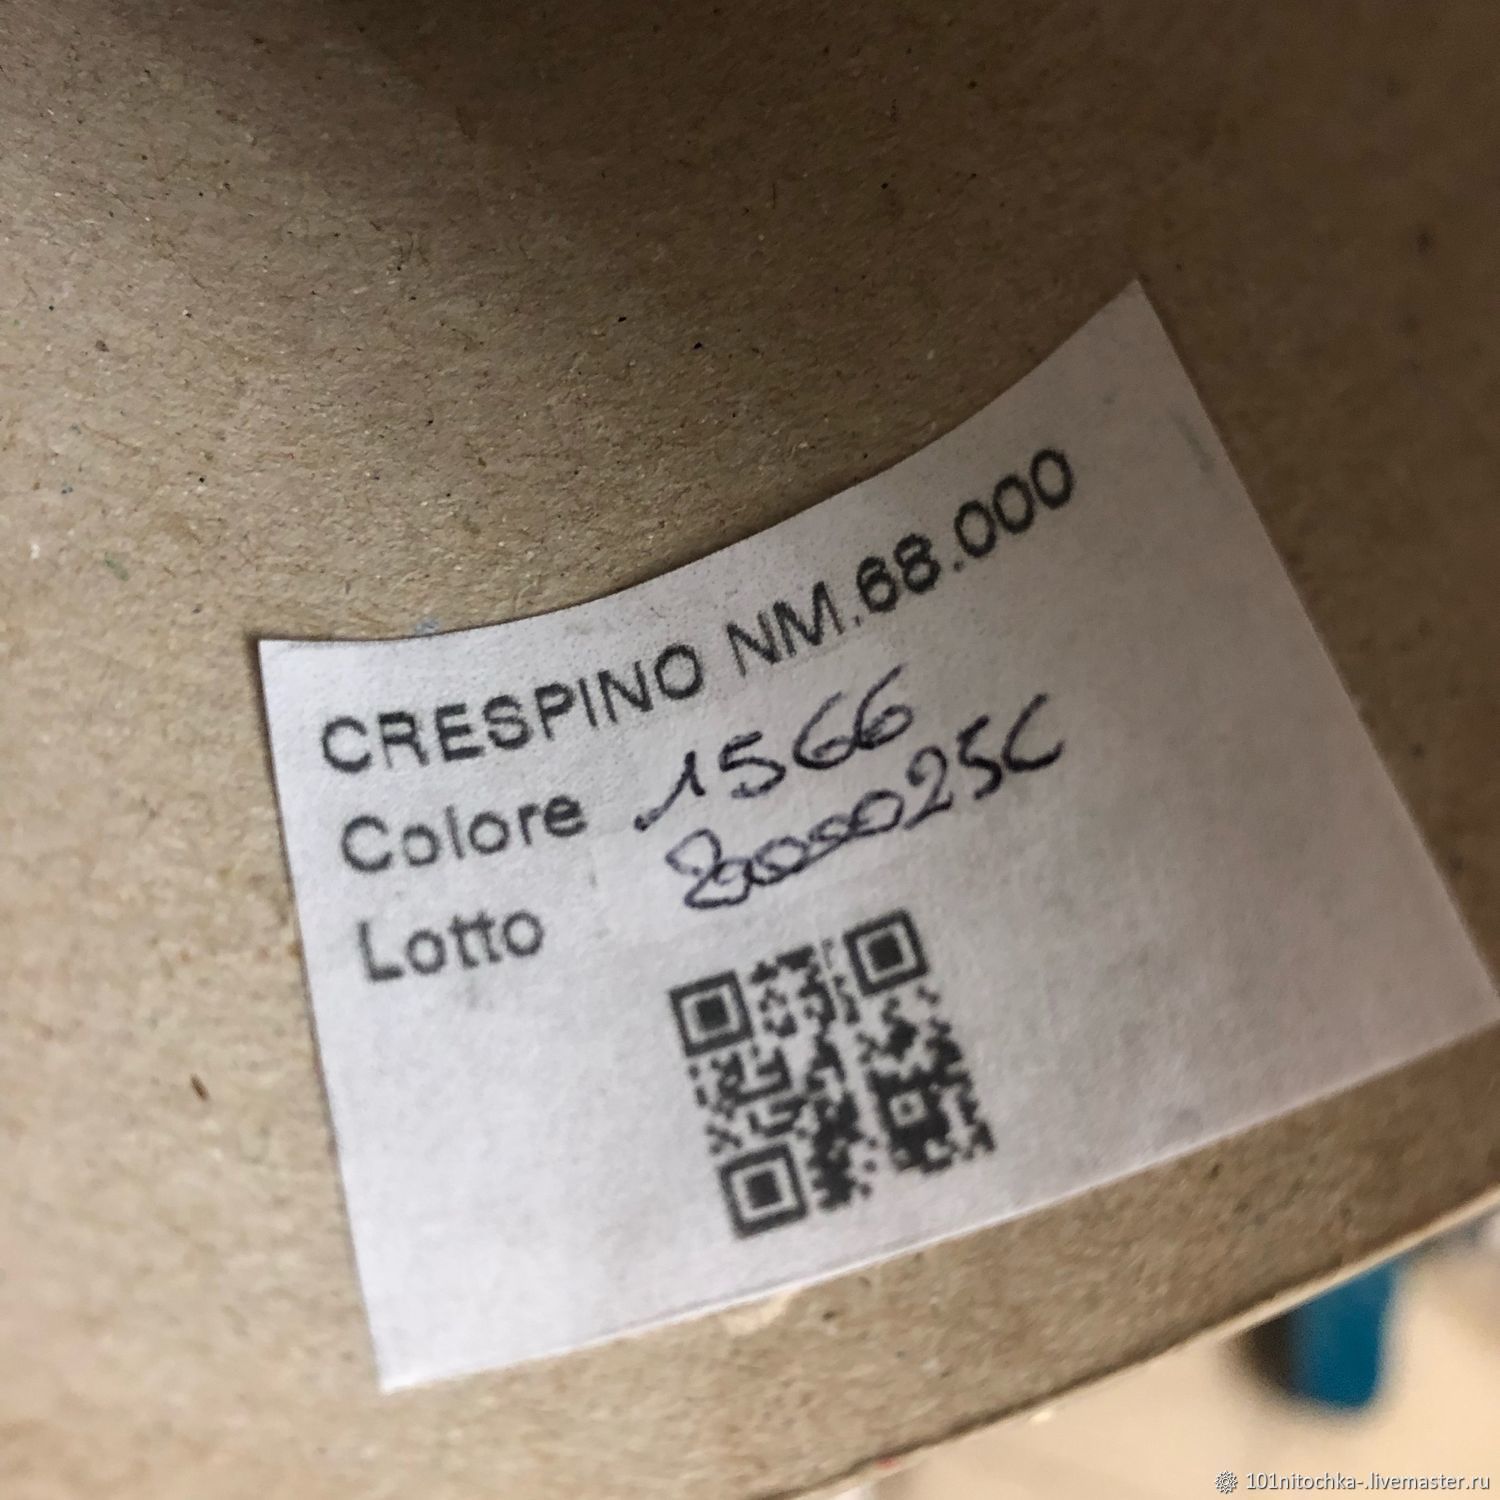 CRESPINO NM.68.000
Colore 1566
Lotto 2000025C
101nitochka-.livemaster.ru